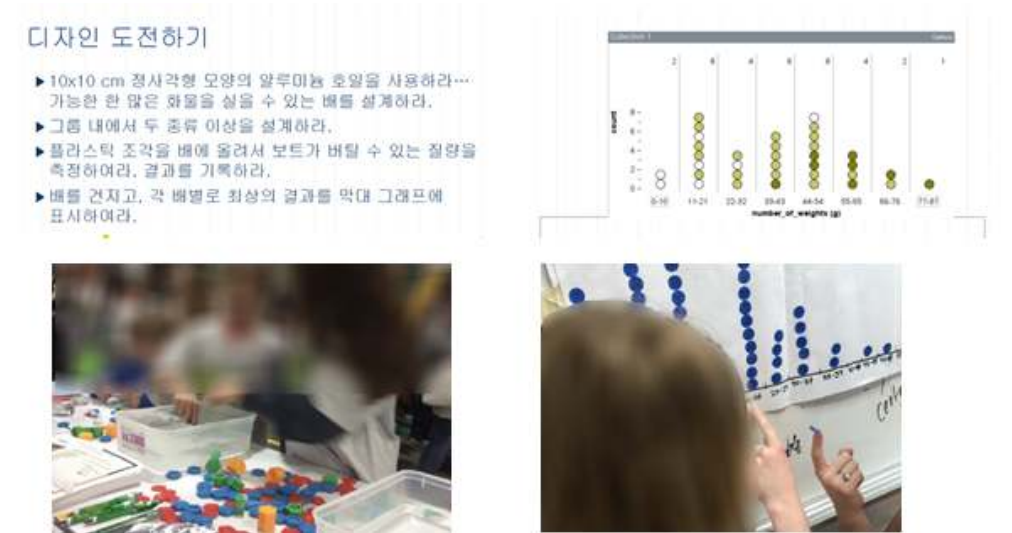 디자인 도전하기
▶10x10 cm 정사각형 모양의 알루미늄 호일을 사용하라…
가능한 한 많은 화물을 실을 수 있는 배를 설계하라.
▶그룹 내에서 두 종류 이상을 설계하라.
▶플라스틱 조각을 배에 올려서 보트가 버틸 수 있는 질량을
측정하여라. 결과를 기록하라.
▶배를 건지고, 각 배별로 최상의 결과를 막대 그래프에
표시하여라.
Collection 1
2 8 4 6 8 4 2 1
count
8
6
4
2
0
0-10 11-21 22-32 33-43 44-54 55-65 66-76 77-87
number_of_weights (g)